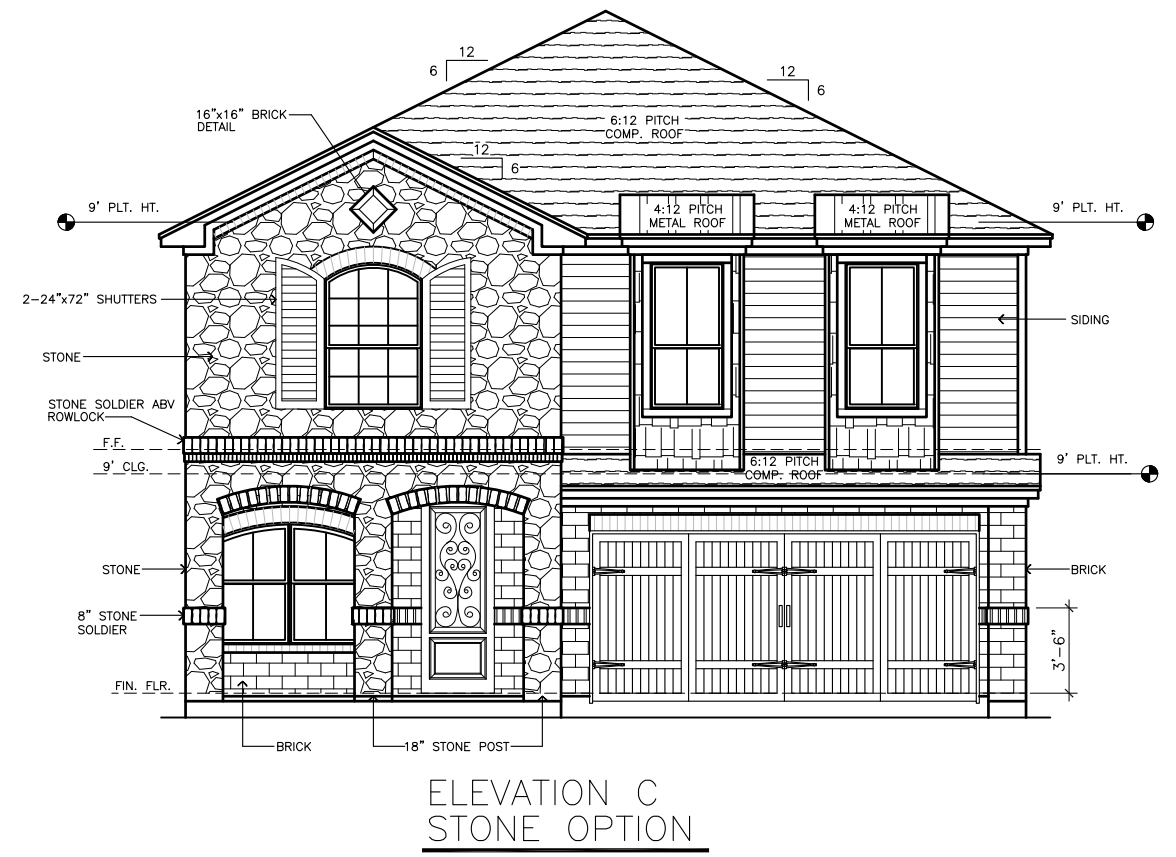 12
6
12
6
16"x16" BRICK
DETAIL
6:12 PITCH
COMP. ROOF
12
6
9' PLT. HT.
4:12 PITCH
METAL ROOF
4:12 PITCH
METAL ROOF
9' PLT. HT.
2-24"x72" SHUTTERS
SIDING
STONE
STONE SOLDIER ABV
ROWLOCK
F.F.
9' CLG.
6:12 PITCH
COMP. ROOF
9' PLT. HT.
STONE
BRICK
8" STONE
SOLDIER
3'-6"
FIN. FLR.
BRICK
18" STONE POST
ELEVATION C
STONE OPTION